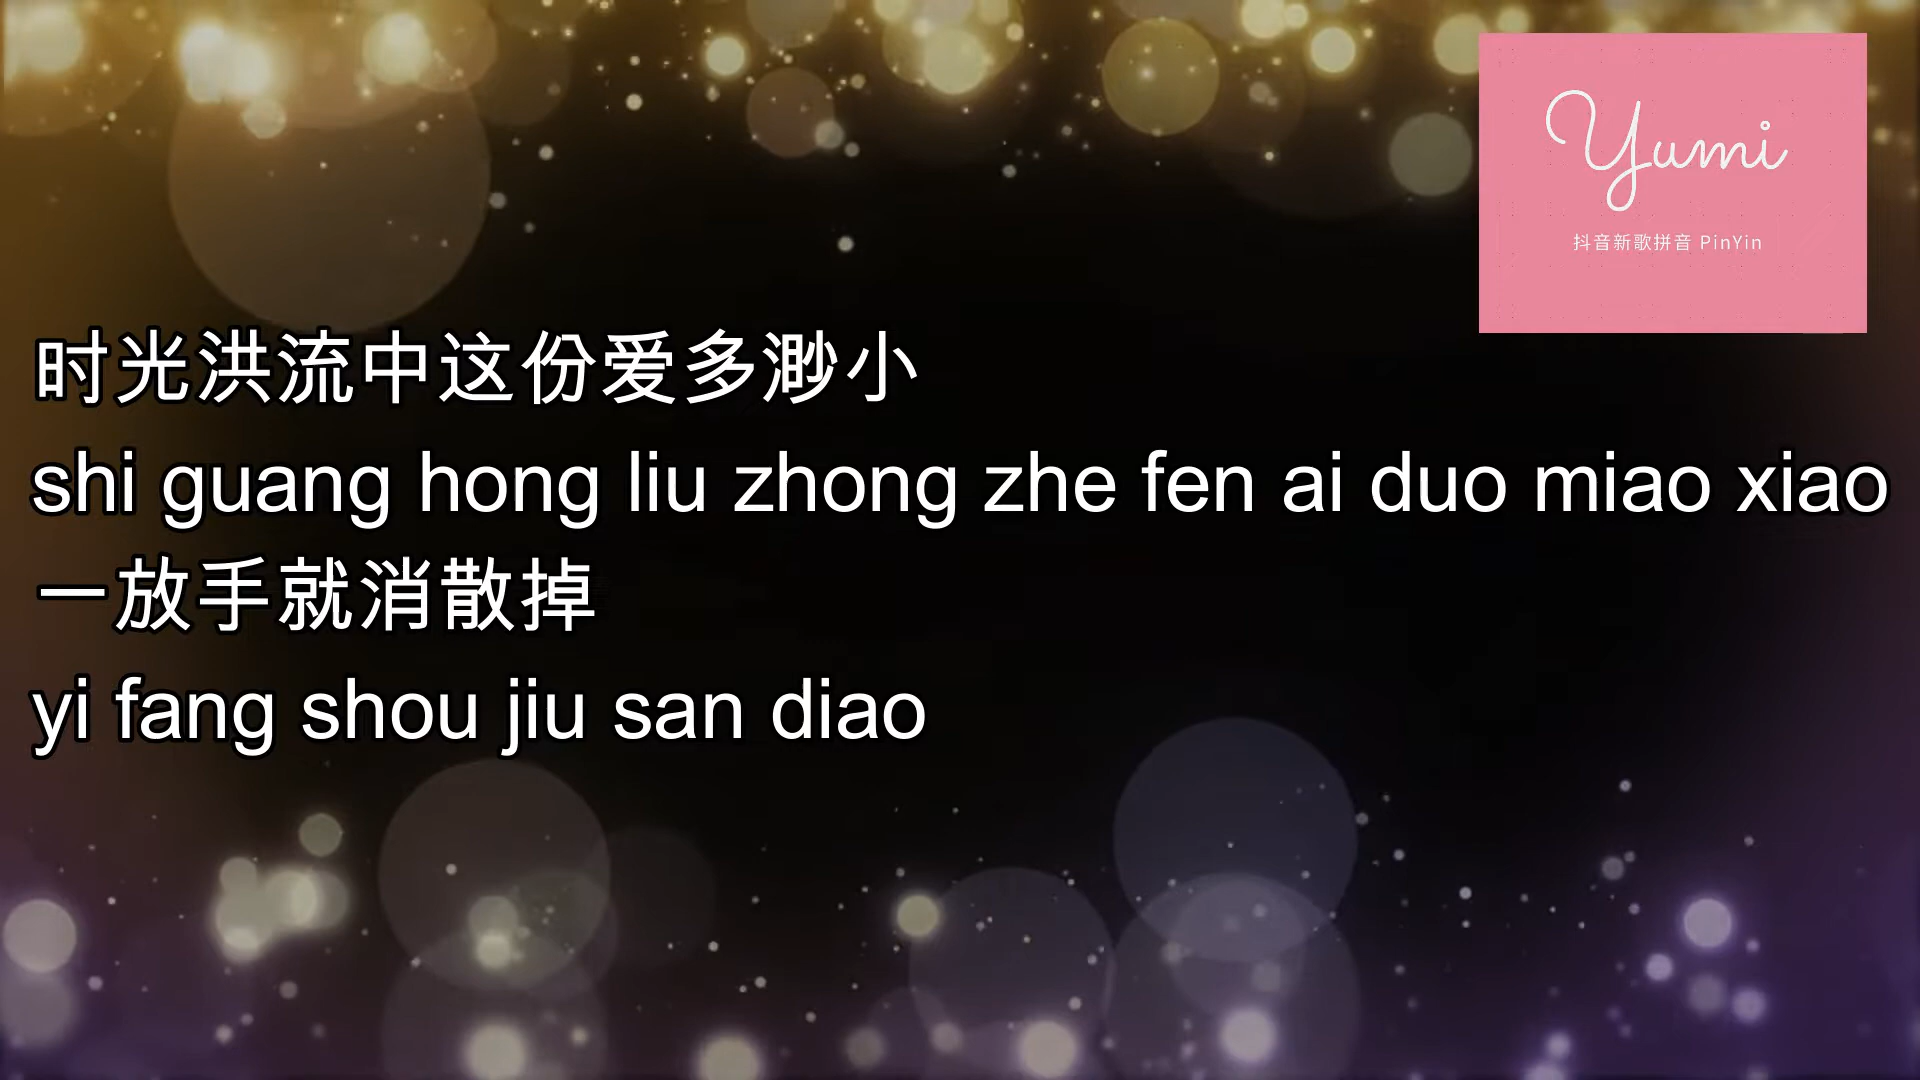 Yumi
抖音新歌拼音 PinYin
时光洪流中这份爱多渺小
shi guang hong liu zhong zhe fen ai duo miao xiao
一放手就消散掉
yi fang shou jiu san diao